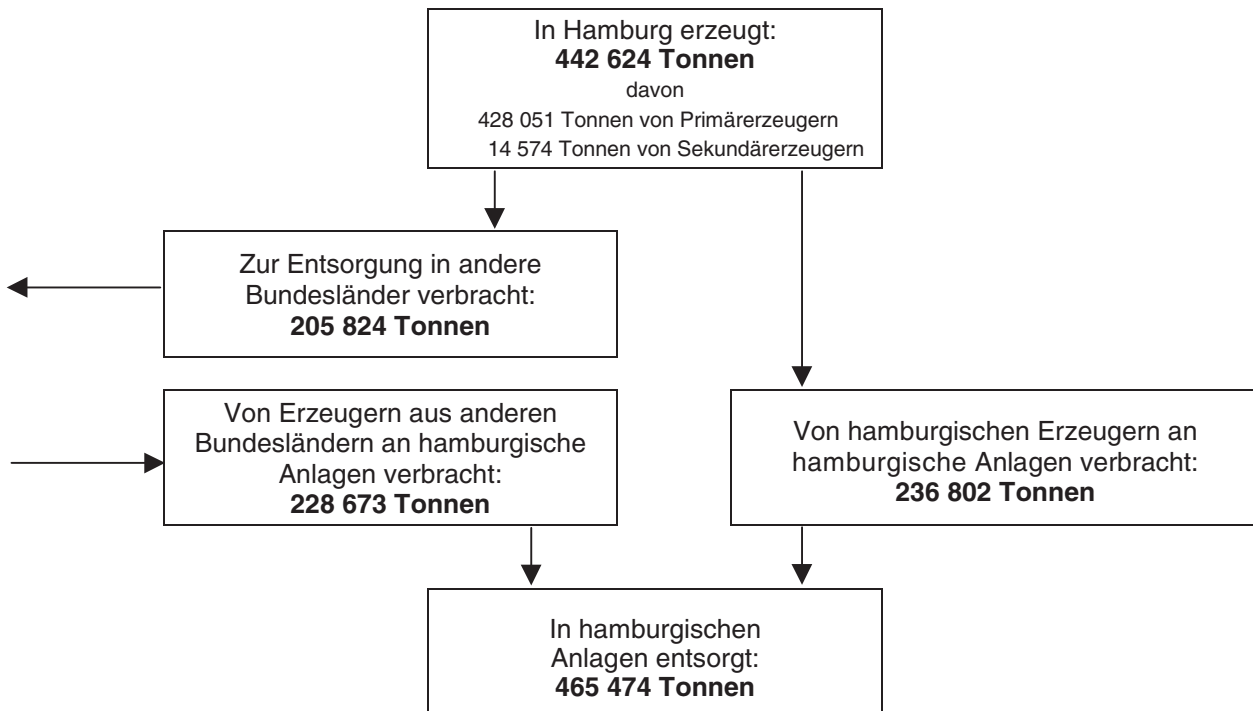 In Hamburg erzeugt:
442 624 Tonnen
davon
428 051 Tonnen von Primärerzeugern
14 574 Tonnen von Sekundärerzeugern
Zur Entsorgung in andere
Bundesländer verbracht:
205 824 Tonnen
Von Erzeugern aus anderen
Bundesländern an hamburgische
Anlagen verbracht:
228 673 Tonnen
Von hamburgischen Erzeugern an
hamburgische Anlagen verbracht:
236 802 Tonnen
In hamburgischen
Anlagen entsorgt:
465 474 Tonnen